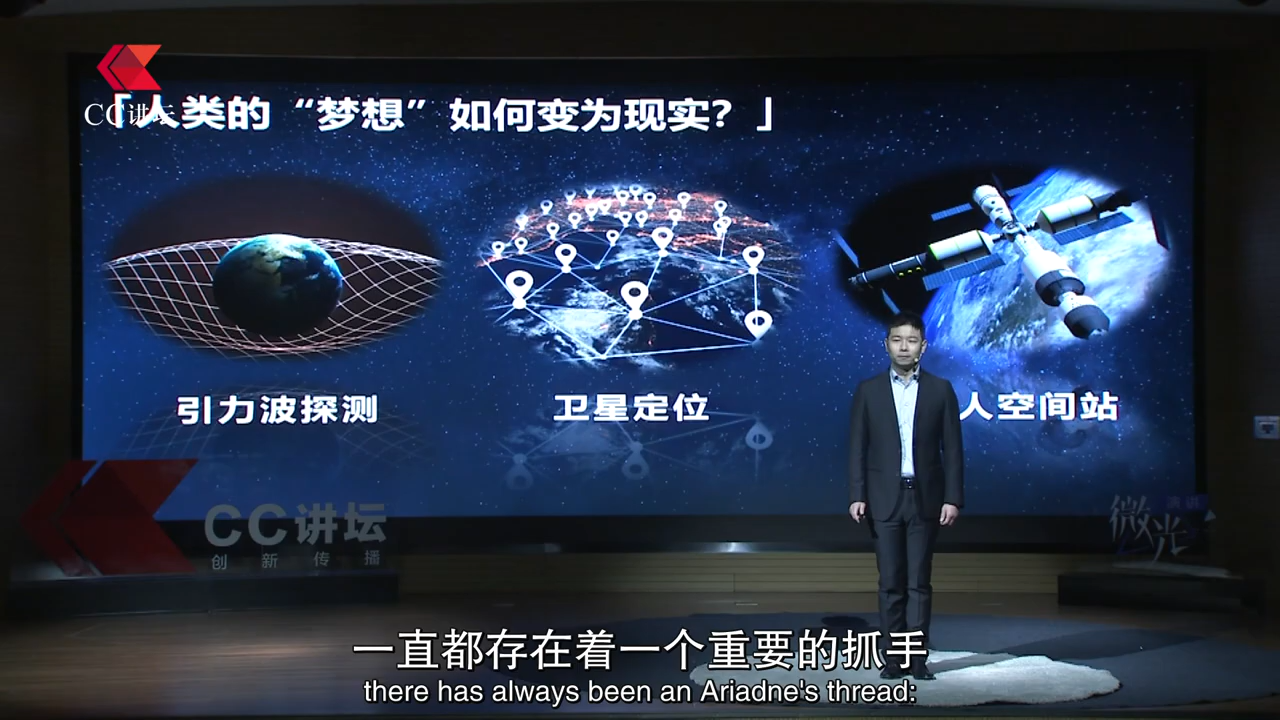 CC讲坛
「人类的“梦想”如何变为现实？」
引力波探测
卫星定位
人空间站
CC讲坛
创新传播
微光
演讲
一直都存在着一个重要的抓手
there has always been an Ariadne's thread: